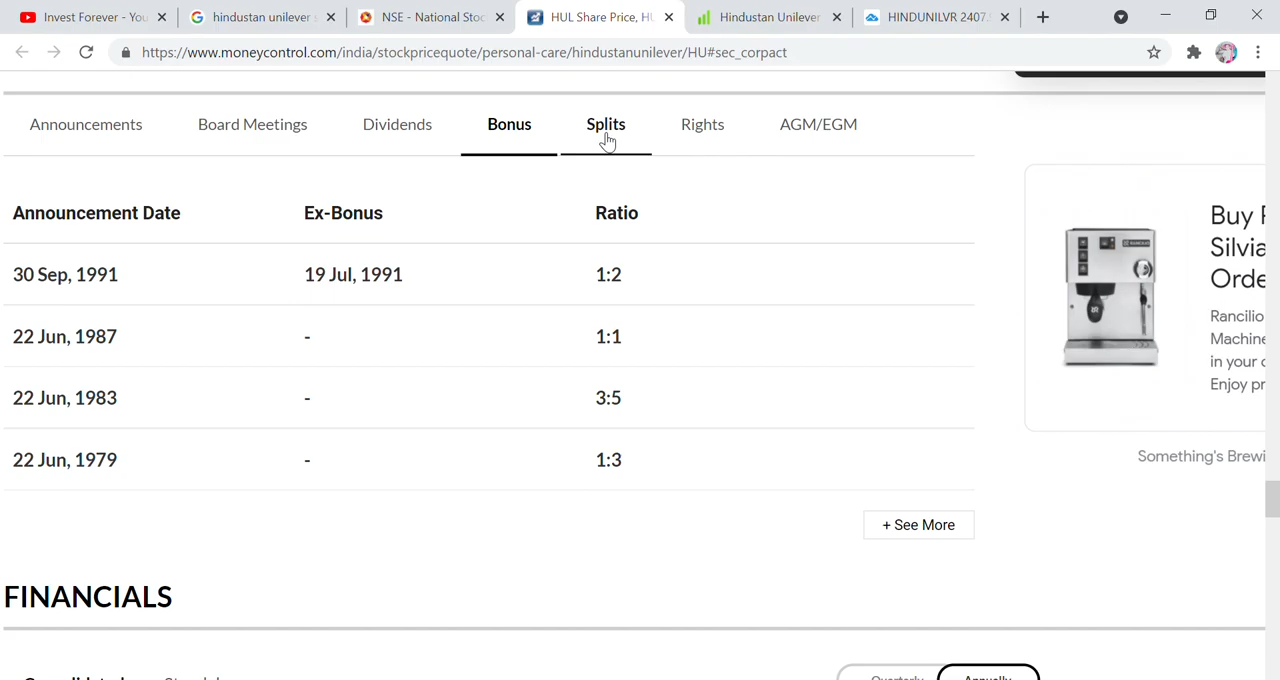 Invest Forever - You
hindustan unilever s
NSE - National Stoc
HUL Share Price, HU
Hindustan Unilever
HINDUNILVR 2407.
https://www.moneycontrol.com/india/stockpricequote/personal-care/hindustanunilever/HU#sec_corpact
Announcements Board Meetings Dividends Bonus Splits Rights AGM/EGM
Announcement Date Ex-Bonus Ratio
30 Sep, 1991 19 Jul, 1991 1:2
22 Jun, 1987 - 1:1
22 Jun, 1983 - 3:5
22 Jun, 1979 - 1:3
+ See More
FINANCIALS
Quarterly Annually
Buy
Silvia
Orde
Rancilio
Machine
in your
Enjoy pr
Something's Brewi